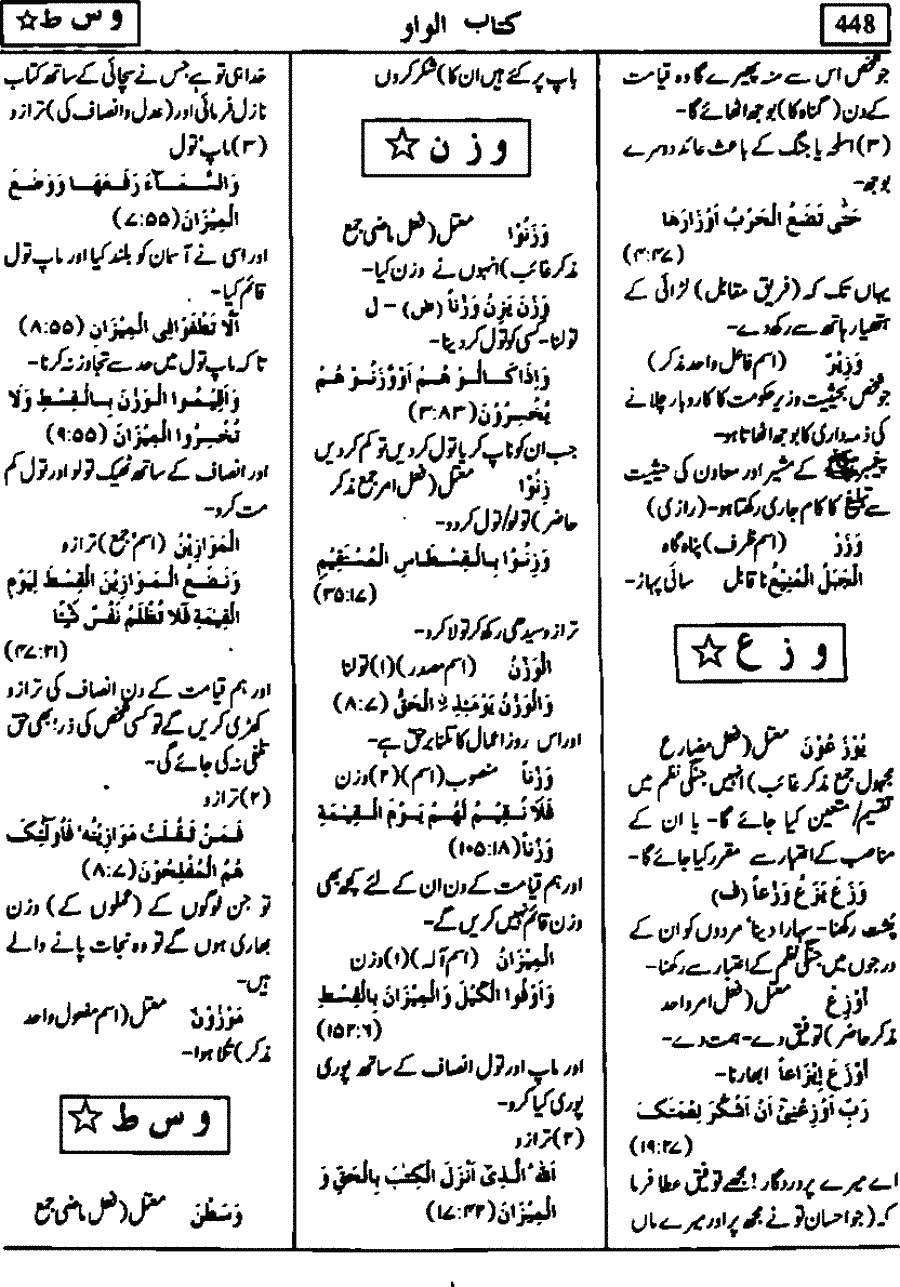 448
کتاب الواو
و س ط ☆
جو شخص اس سے منہ پھیرے گا وہ قیامت
کے دن (گناہ کا) بوجھ اٹھائے گا۔
(۳) اسلحہ یا جنگ کے باعث عائد دوسرے
بوجھ۔
حَتّٰى تَضَعَ الْحَرْبُ اَوْزَارَهَا
(۴:۴۷)
یہاں تک کہ (فریق مقابل) لڑائی کے
ہتھیار ہاتھ سے رکھ دے۔
وَزِيْرٌ (اسم فاعل واحد مذکر)
جو شخص بحیثیت وزیر حکومت کا کاروبار چلانے
کی ذمہ داری کا بوجھ اٹھاتا ہو۔
پیغمبر کے مشیر اور معاون کی حیثیت
سے تبلیغ کا کام جاری رکھتا ہو۔ (رازی)
وَزَرَ (اسم ظرف) پناہ گاہ
الْجَبَلُ الْمُنِيْعُ نا قابل رسائی پہاڑ۔
و ز ع ☆
يُوْزَعُوْنَ معتل (فعل مضارع
مجہول جمع مذکر غائب) انہیں جنگی نظم میں
تقسیم/متعین کیا جائے گا۔ یا ان کے
مناصب کے اعتبار سے مقرر کیا جائے گا۔
وَزَعَ يَزَعُ وَزْعاً (ف)
پشت رکھنا۔ سہارا دینا، مردوں کو ان کے
درجوں میں جنگی نظم کے اعتبار سے رکھنا۔
اَوْزِعْ معتل (فعل امر واحد
مذکر حاضر) توفیق دے۔ ہمت دے۔
اَوْزَعَ اِيْزَاعاً ابھارنا۔
رَبِّ اَوْزِعْنِىْٓ اَنْ اَشْكُرَ نِعْمَتَكَ
(۱۹:۲۷)
اے میرے پروردگار! مجھے توفیق عطا فرما
کہ (جو احسان تو نے مجھ پر اور میرے ماں
باپ پر کئے ہیں ان کا) شکر کروں
و ز ن ☆
وَزَنُوْا معتل (فعل ماضی جمع
مذکر غائب) انہوں نے وزن کیا۔
وَزَنَ يَزِنُ وَزْناً (ض) – ل
تولنا۔ کسی کو تول کر دینا۔
وَاِذَا كَالُوْهُمْ اَوْ وَّزَنُوْهُمْ
يُخْسِرُوْنَ (۳:۸۳)
جب ان کو ناپ کر یا تول کر دیں تو کم کر دیں
زِنُوْا معتل (فعل امر جمع مذکر
حاضر) تولو/تول کر دو۔
وَزِنُوْا بِالْقِسْطَاسِ الْمُسْتَقِيْمِ
(۳۵:۱۷)
ترازو سیدھی رکھ کر تولا کرو۔
الْوَزْنُ (اسم مصدر) (۱) تولنا
وَالْوَزْنُ يَوْمَئِذٍ الْحَقُّ (۸:۷)
اور اس روز اعمال کا تلنا برحق ہے۔
وَزْناً منصوب (اسم) (۲) وزن
فَلَا نُقِيْمُ لَهُمْ يَوْمَ الْقِيٰمَةِ
وَزْناً (۱۰۵:۱۸)
اور ہم قیامت کے دن ان کے لئے کچھ بھی
وزن قائم نہیں کریں گے۔
الْمِيْزَانُ (اسم آلہ) (۱) وزن
وَاَوْفُوا الْكَيْلَ وَالْمِيْزَانَ بِالْقِسْطِ
(۱۵۲:۶)
اور ماپ اور تول انصاف کے ساتھ پوری
پوری کیا کرو۔
(۲) ترازو
اَللهُ الَّذِىْٓ اَنْزَلَ الْكِتٰبَ بِالْحَقِّ وَ
الْمِيْزَانَ (۱۷:۴۲)
خدا ہی تو ہے جس نے سچائی کے ساتھ کتاب
نازل فرمائی اور (عدل و انصاف کی) ترازو
(۳) ماپ تول
وَالسَّمَآءَ رَفَعَهَا وَوَضَعَ
الْمِيْزَانَ (۷:۵۵)
اور اسی نے آسمان کو بلند کیا اور ماپ تول
قائم کیا۔
اَلَّا تَطْغَوْا فِى الْمِيْزَانِ (۸:۵۵)
تاکہ ماپ تول میں حد سے تجاوز نہ کرنا۔
وَاَقِيْمُوا الْوَزْنَ بِالْقِسْطِ وَلَا
تُخْسِرُوا الْمِيْزَانَ (۹:۵۵)
اور انصاف کے ساتھ ٹھیک تولو اور تول کم
مت کرو۔
الْمَوَازِيْنُ (اسم جمع) ترازو
وَنَضَعُ الْمَوَازِيْنَ الْقِسْطَ لِيَوْمِ
الْقِيٰمَةِ فَلَا تُظْلَمُ نَفْسٌ شَيْئًا
(۴۷:۲۱)
اور ہم قیامت کے دن انصاف کی ترازو
کھڑی کریں گے تو کسی شخص کی ذرا بھی حق
تلفی نہ کی جائے گی۔
(۲) ترازو
فَمَنْ ثَقُلَتْ مَوَازِيْنُهٗ فَاُولٰٓئِكَ
هُمُ الْمُفْلِحُوْنَ (۸:۷)
تو جن لوگوں کے (عملوں کے) وزن
بھاری ہوں گے تو وہ نجات پانے والے
ہیں۔
مَوْزُوْنٌ معتل (اسم مفعول واحد
مذکر) تُلا ہوا۔
و س ط ☆
وَسَطْنَ معتل (فعل ماضی جمع